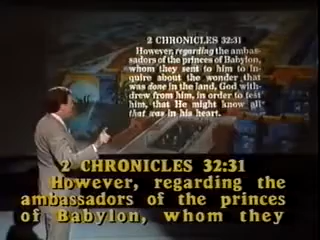 2 CHRONICLES 32:31
However, regarding the ambas-
sadors of the princes of Babylon,
whom they sent to him to in-
quire about the wonder that
was done in the land, God with-
drew from him, in order to test
him, that He might know all
that was in his heart.
2 CHRONICLES 32:31
However, regarding the
ambassadors of the princes
of Babylon, whom they